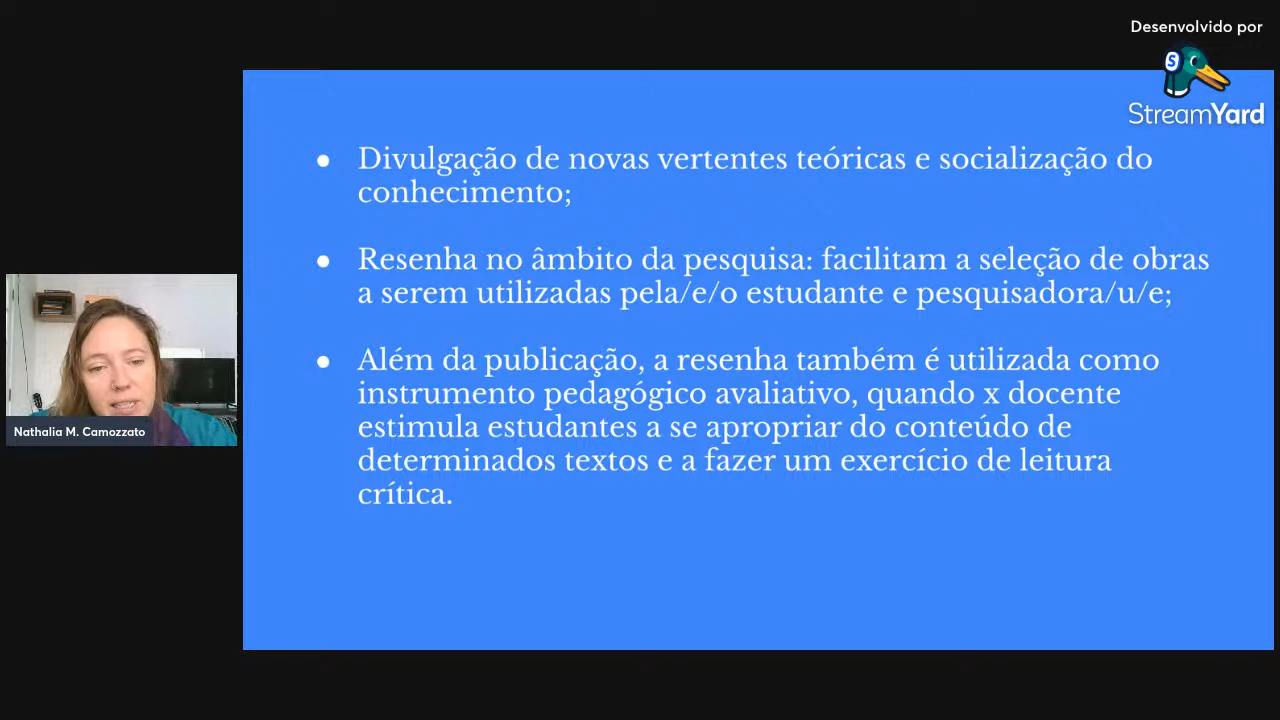 Desenvolvido por
StreamYard
● Divulgação de novas vertentes teóricas e socialização do
conhecimento;
● Resenha no âmbito da pesquisa: facilitam a seleção de obras
a serem utilizadas pela/e/o estudante e pesquisadora/u/e;
● Além da publicação, a resenha também é utilizada como
instrumento pedagógico avaliativo, quando x docente
estimula estudantes a se apropriar do conteúdo de
determinados textos e a fazer um exercício de leitura
crítica.
Nathalia M. Camozzato